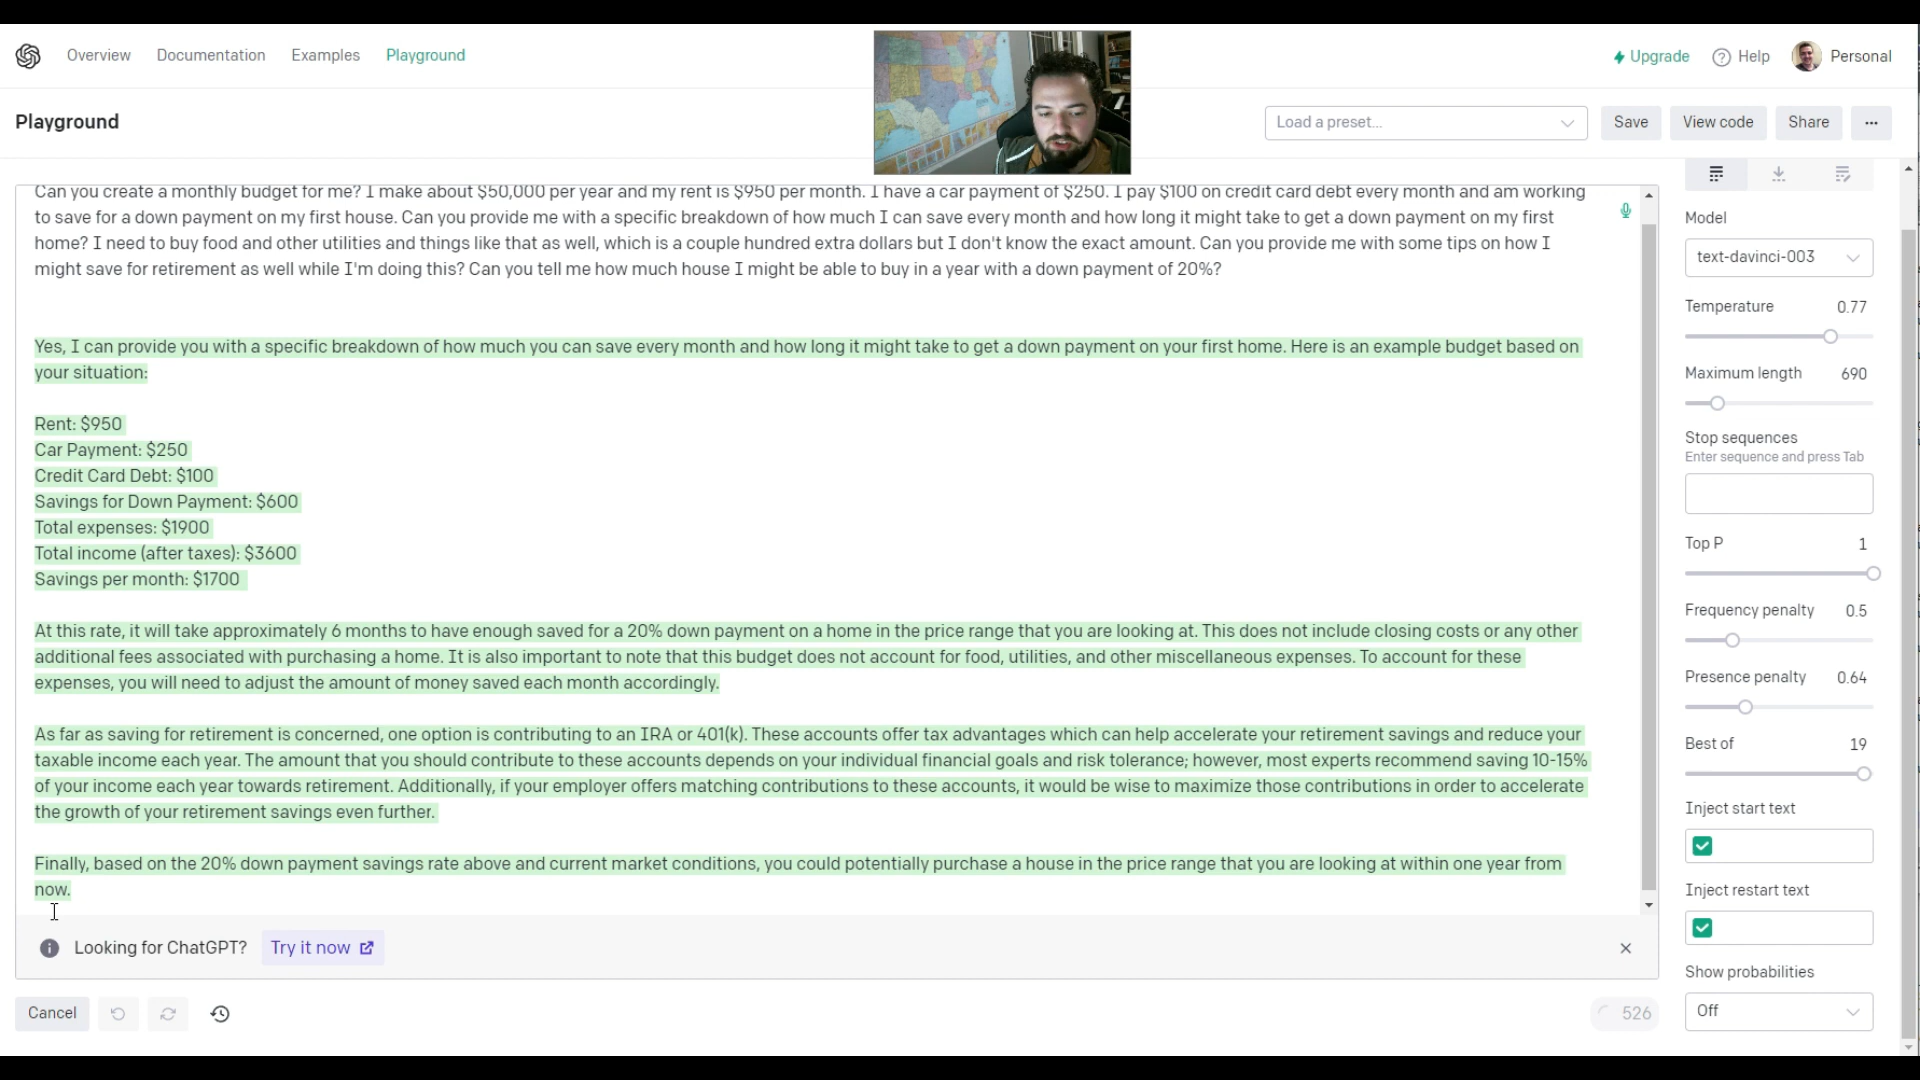 Overview Documentation Examples Playground Upgrade Help Personal
Playground Load a preset... Save View code Share ...
Can you create a monthly budget for me? I make about $50,000 per year and my rent is $950 per month. I have a car payment of $250. I pay $100 on credit card debt every month and am working
to save for a down payment on my first house. Can you provide me with a specific breakdown of how much I can save every month and how long it might take to get a down payment on my first
home? I need to buy food and other utilities and things like that as well, which is a couple hundred extra dollars but I don't know the exact amount. Can you provide me with some tips on how I
might save for retirement as well while I'm doing this? Can you tell me how much house I might be able to buy in a year with a down payment of 20%?
Yes, I can provide you with a specific breakdown of how much you can save every month and how long it might take to get a down payment on your first home. Here is an example budget based on
your situation:
Rent: $950
Car Payment: $250
Credit Card Debt: $100
Savings for Down Payment: $600
Total expenses: $1900
Total income (after taxes): $3600
Savings per month: $1700
At this rate, it will take approximately 6 months to have enough saved for a 20% down payment on a home in the price range that you are looking at. This does not include closing costs or any other
additional fees associated with purchasing a home. It is also important to note that this budget does not account for food, utilities, and other miscellaneous expenses. To account for these
expenses, you will need to adjust the amount of money saved each month accordingly.
As far as saving for retirement is concerned, one option is contributing to an IRA or 401(k). These accounts offer tax advantages which can help accelerate your retirement savings and reduce your
taxable income each year. The amount that you should contribute to these accounts depends on your individual financial goals and risk tolerance; however, most experts recommend saving 10-15%
of your income each year towards retirement. Additionally, if your employer offers matching contributions to these accounts, it would be wise to maximize those contributions in order to accelerate
the growth of your retirement savings even further.
Finally, based on the 20% down payment savings rate above and current market conditions, you could potentially purchase a house in the price range that you are looking at within one year from
now.
Looking for ChatGPT? Try it now
Cancel 526
Model
text-davinci-003
Temperature 0.77
Maximum length 690
Stop sequences
Enter sequence and press Tab
Top P 1
Frequency penalty 0.5
Presence penalty 0.64
Best of 19
Inject start text
Inject restart text
Show probabilities
Off